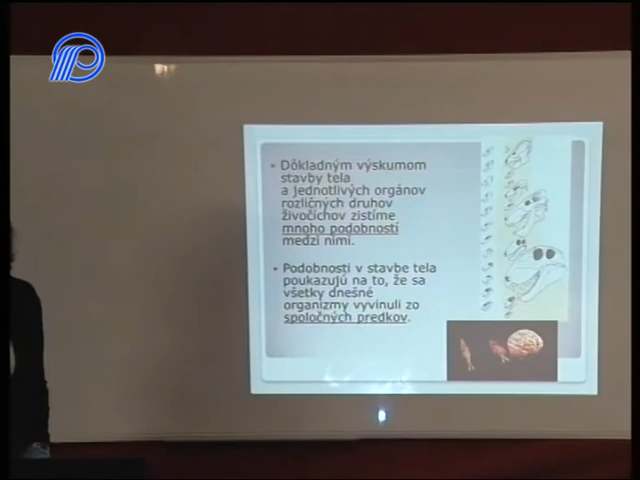 • Dôkladným výskumom
stavby tela
a jednotlivých orgánov
rozličných druhov
živočíchov zistíme
mnoho podobností
medzi nimi.
• Podobnosti v stavbe tela
poukazujú na to, že sa
všetky dnešné
organizmy vyvinuli zo
spoločných predkov.